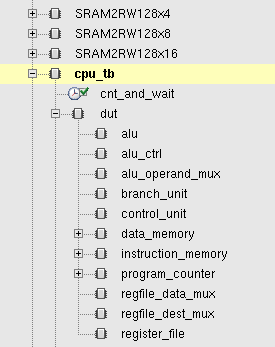 SRAM2RW128x4
SRAM2RW128x8
SRAM2RW128x16
cpu_tb
cnt_and_wait
dut
alu
alu_ctrl
alu_operand_mux
branch_unit
control_unit
data_memory
instruction_memory
program_counter
regfile_data_mux
regfile_dest_mux
register_file